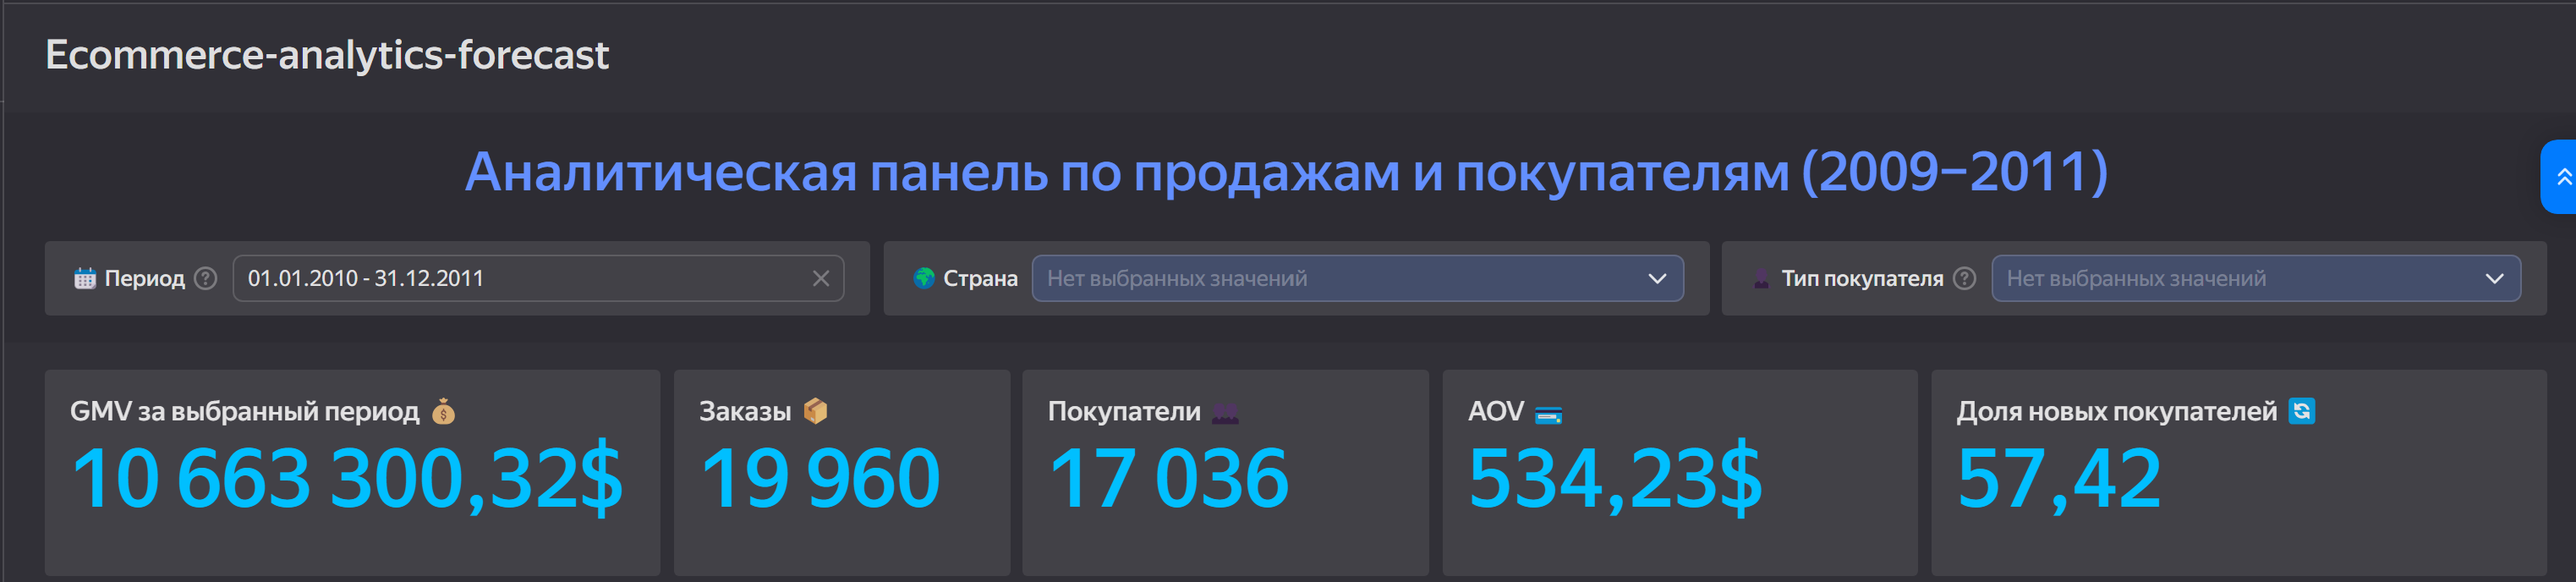 Ecommerce-analytics-forecast
Аналитическая панель по продажам и покупателям (2009–2011)
Период ? 01.01.2010 - 31.12.2011
Страна Нет выбранных значений
Тип покупателя ? Нет выбранных значений
GMV за выбранный период
10 663 300,32$
Заказы
19 960
Покупатели
17 036
AOV
534,23$
Доля новых покупателей
57,42